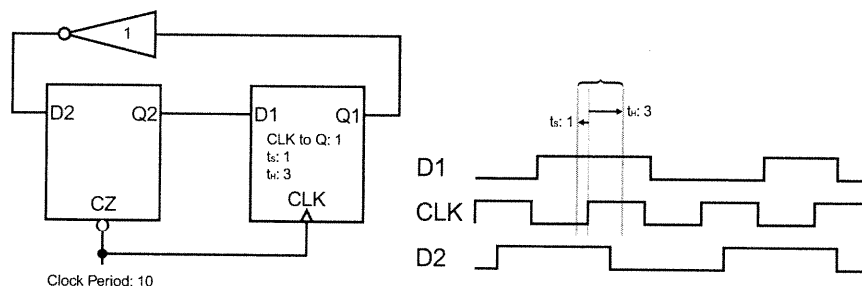 1
D2 Q2 D1 Q1
CLK to Q: 1
tS: 1
tH: 3
CZ CLK
Clock Period: 10
tS: 1 tH: 3
D1
CLK
D2